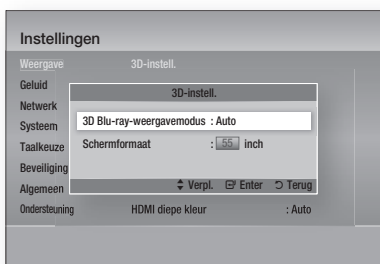 Instellingen
Weergave 3D-instell.
Geluid
3D-instell.
Netwerk
3D Blu-ray-weergavemodus : Auto
Systeem
Taalkeuze
Schermformaat : 55 inch
Beveiliging
Algemeen
Verpl. Enter Terug
Ondersteuning HDMI diepe kleur : Auto